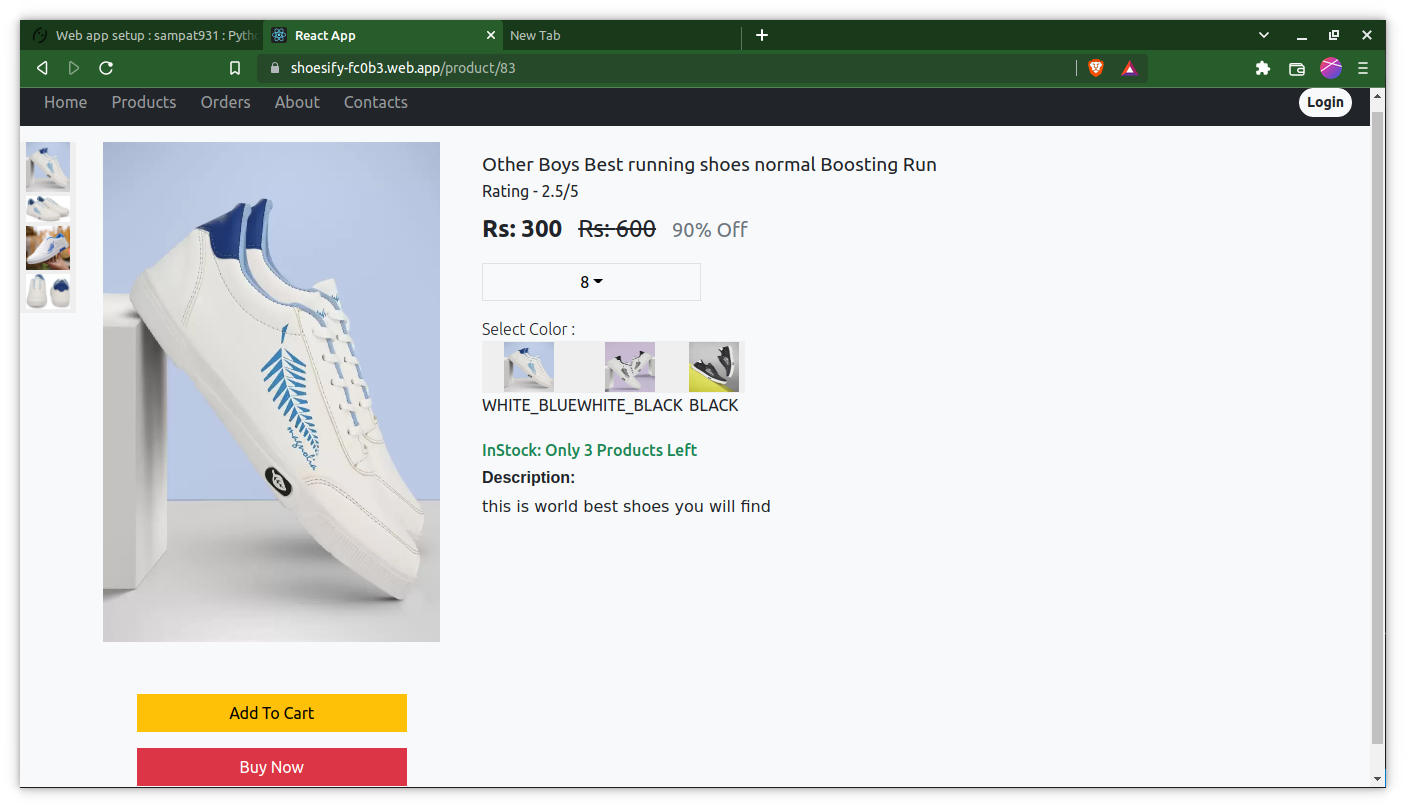 Web app setup : sampat931 : Pyth
React App
New Tab
shoesify-fc0b3.web.app/product/83
Home Products Orders About Contacts
Login
Other Boys Best running shoes normal Boosting Run
Rating - 2.5/5
Rs: 300 Rs: 600 90% Off
8
Select Color :
WHITE_BLUE WHITE_BLACK BLACK
InStock: Only 3 Products Left
Description:
this is world best shoes you will find
magnolia
Add To Cart
Buy Now